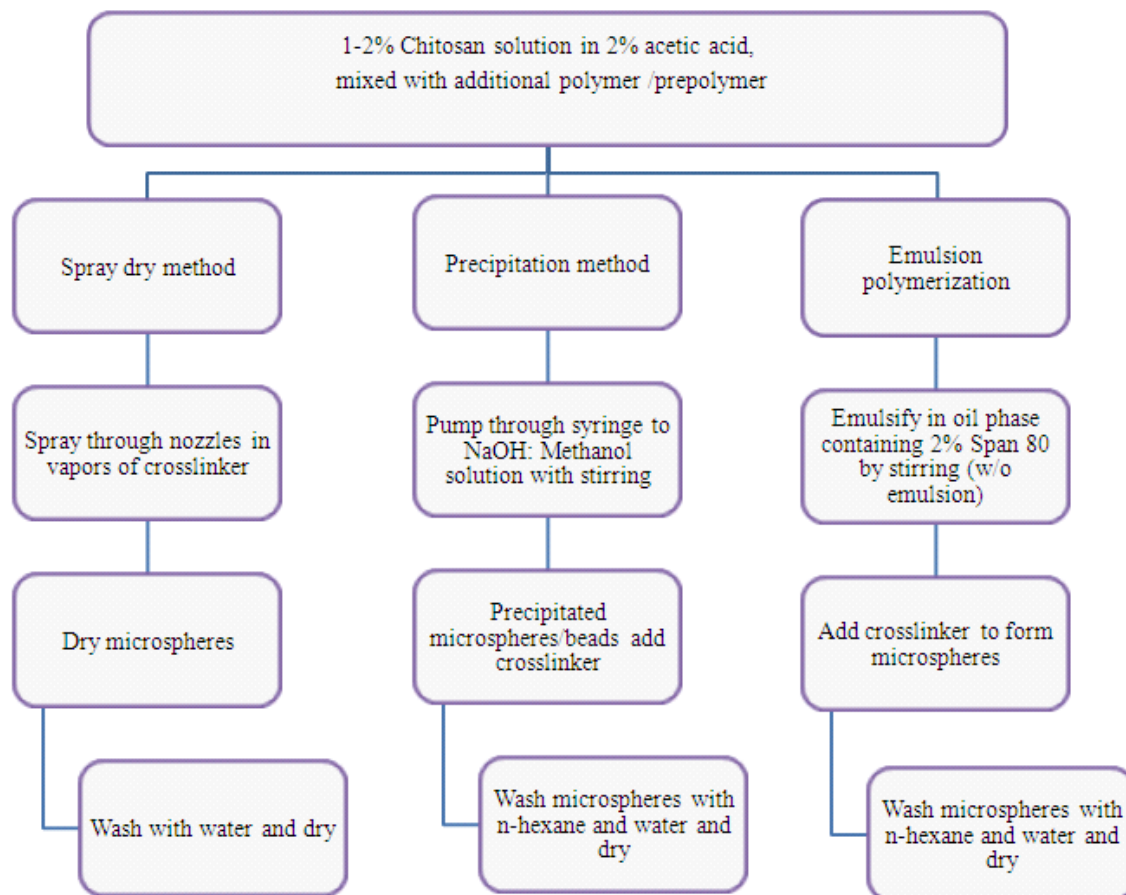 1-2% Chitosan solution in 2% acetic acid,
mixed with additional polymer /prepolymer
Spray dry method
Precipitation method
Emulsion
polymerization
Spray through nozzles in
vapors of crosslinker
Pump through syringe to
NaOH: Methanol
solution with stirring
Emulsify in oil phase
containing 2% Span 80
by stirring (w/o
emulsion)
Dry microspheres
Precipitated
microspheres/beads add
crosslinker
Add crosslinker to form
microspheres
Wash with water and dry
Wash microspheres with
n-hexane and water and
dry
Wash microspheres with
n-hexane and water and
dry